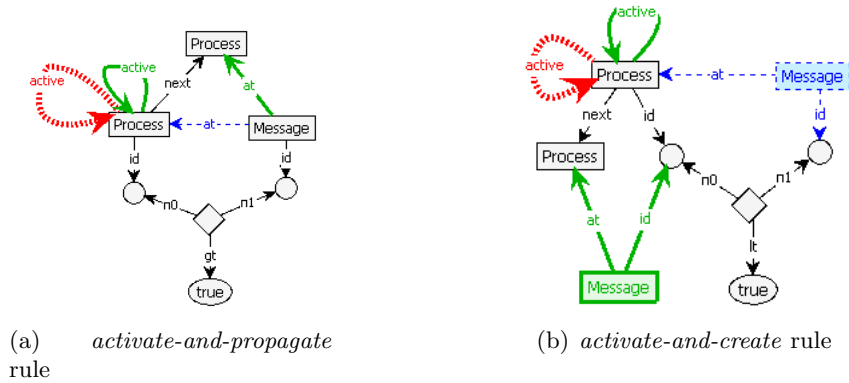 active
active
Process
next
at
Process
at
Message
id
id
n0
n1
gt
true
(a) activate-and-propagate
rule
active
active
Process
at
Message
next
id
id
Process
n0
n1
at
id
lt
Message
true
(b) activate-and-create rule